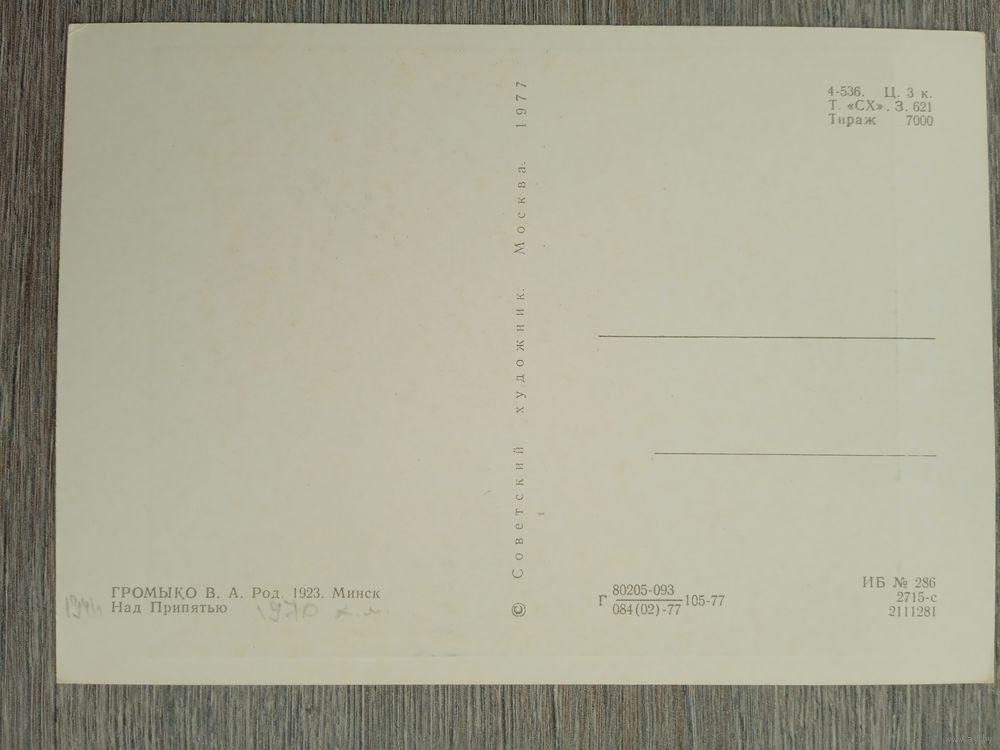 4-536. Ц. 3 к.
Т. «СХ». З. 621
Тираж 7000
© Советский художник. Москва. 1977
ГРОМЫКО В. А. Род. 1923. Минск
Над Припятью
Г 80205-093
084(02)-77 105-77
ИБ № 286
2715-с
2111281